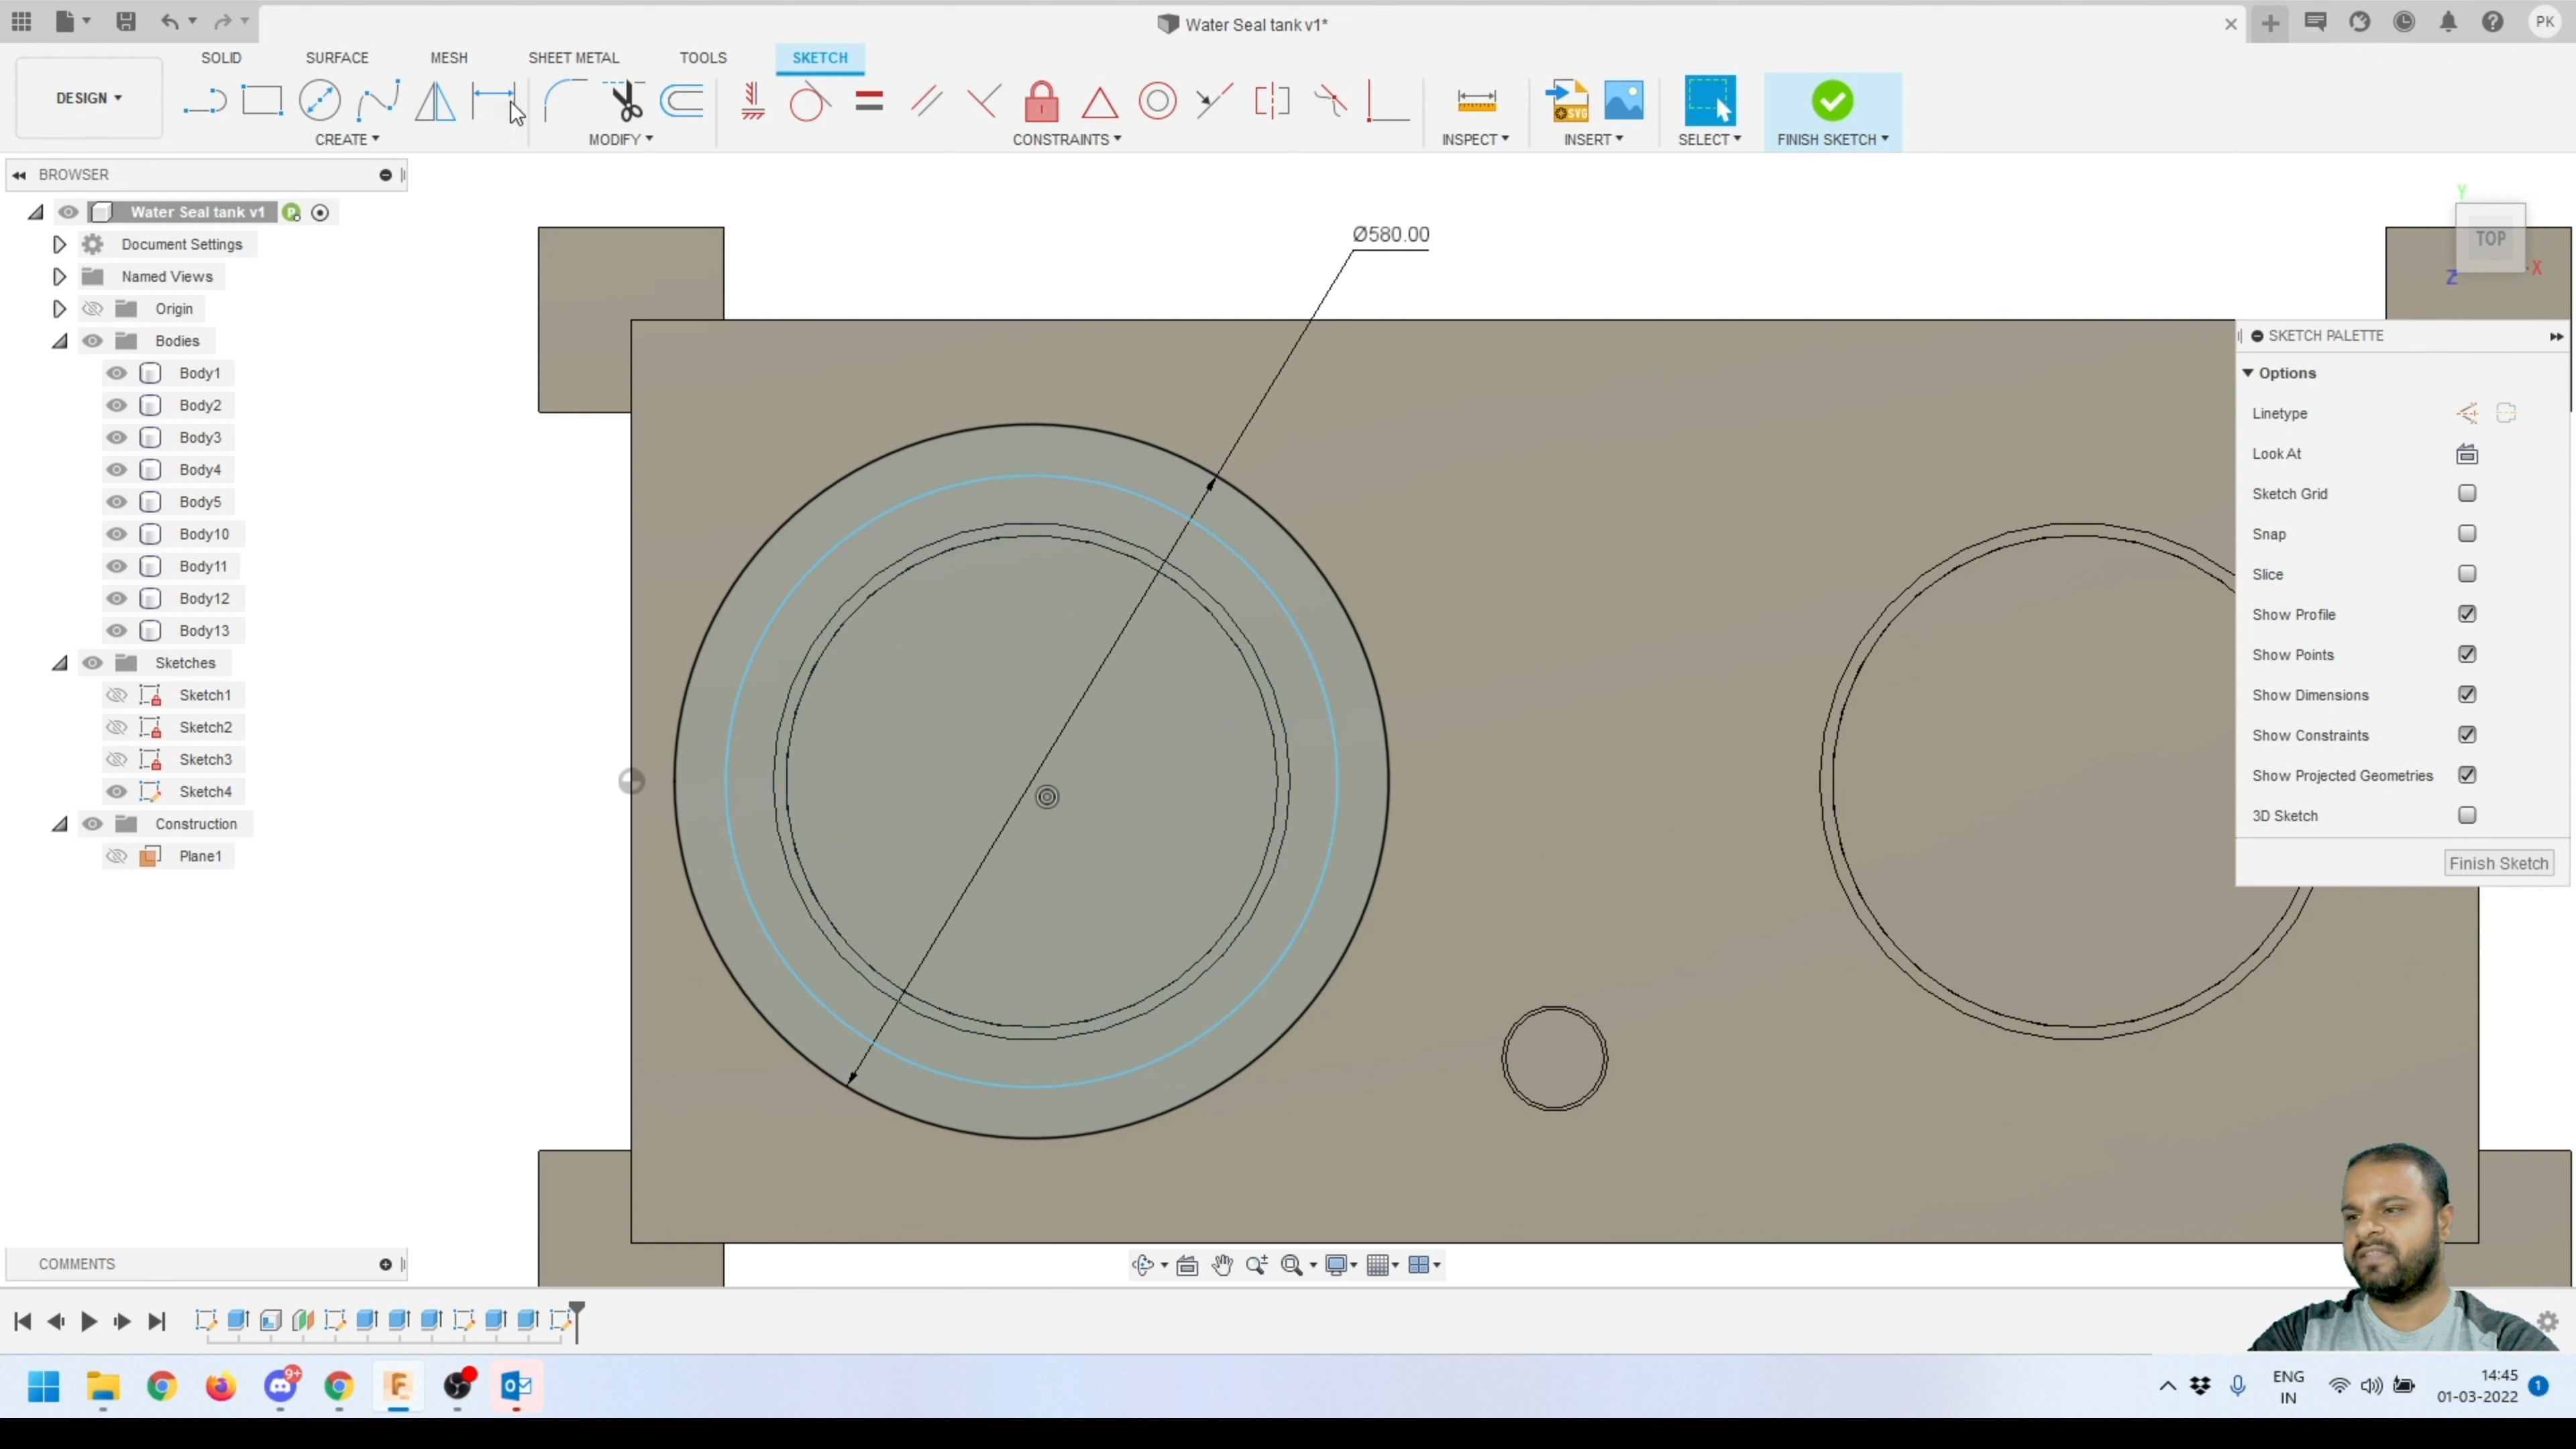 Water Seal tank v1*
PK
SOLID SURFACE MESH SHEET METAL TOOLS SKETCH
DESIGN
SVG
CREATE MODIFY CONSTRAINTS INSPECT INSERT SELECT FINISH SKETCH
BROWSER
Water Seal tank v1
P
Document Settings
Named Views
Origin
Bodies
Body1
Body2
Body3
Body4
Body5
Body10
Body11
Body12
Body13
Sketches
Sketch1
Sketch2
Sketch3
Sketch4
Construction
Plane1
Ø580.00
Y
TOP
Z
X
SKETCH PALETTE
Options
Linetype
Look At
Sketch Grid
Snap
Slice
Show Profile
Show Points
Show Dimensions
Show Constraints
Show Projected Geometries
3D Sketch
Finish Sketch
COMMENTS
9+
F
ENG
IN
14:45
01-03-2022
1